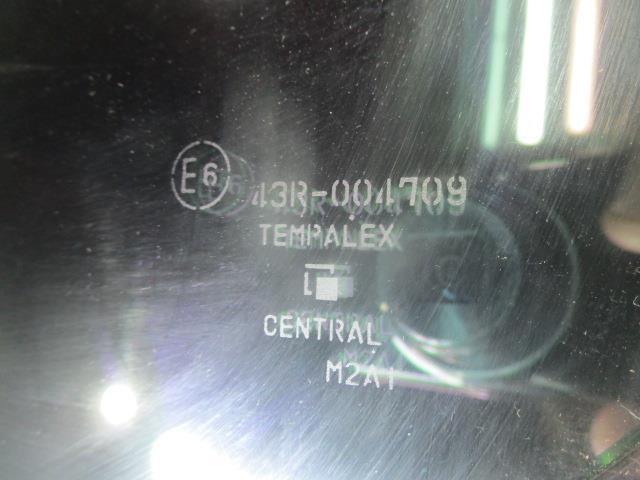 E6 43R-004709
TEMPALEX
CENTRAL
M2A1